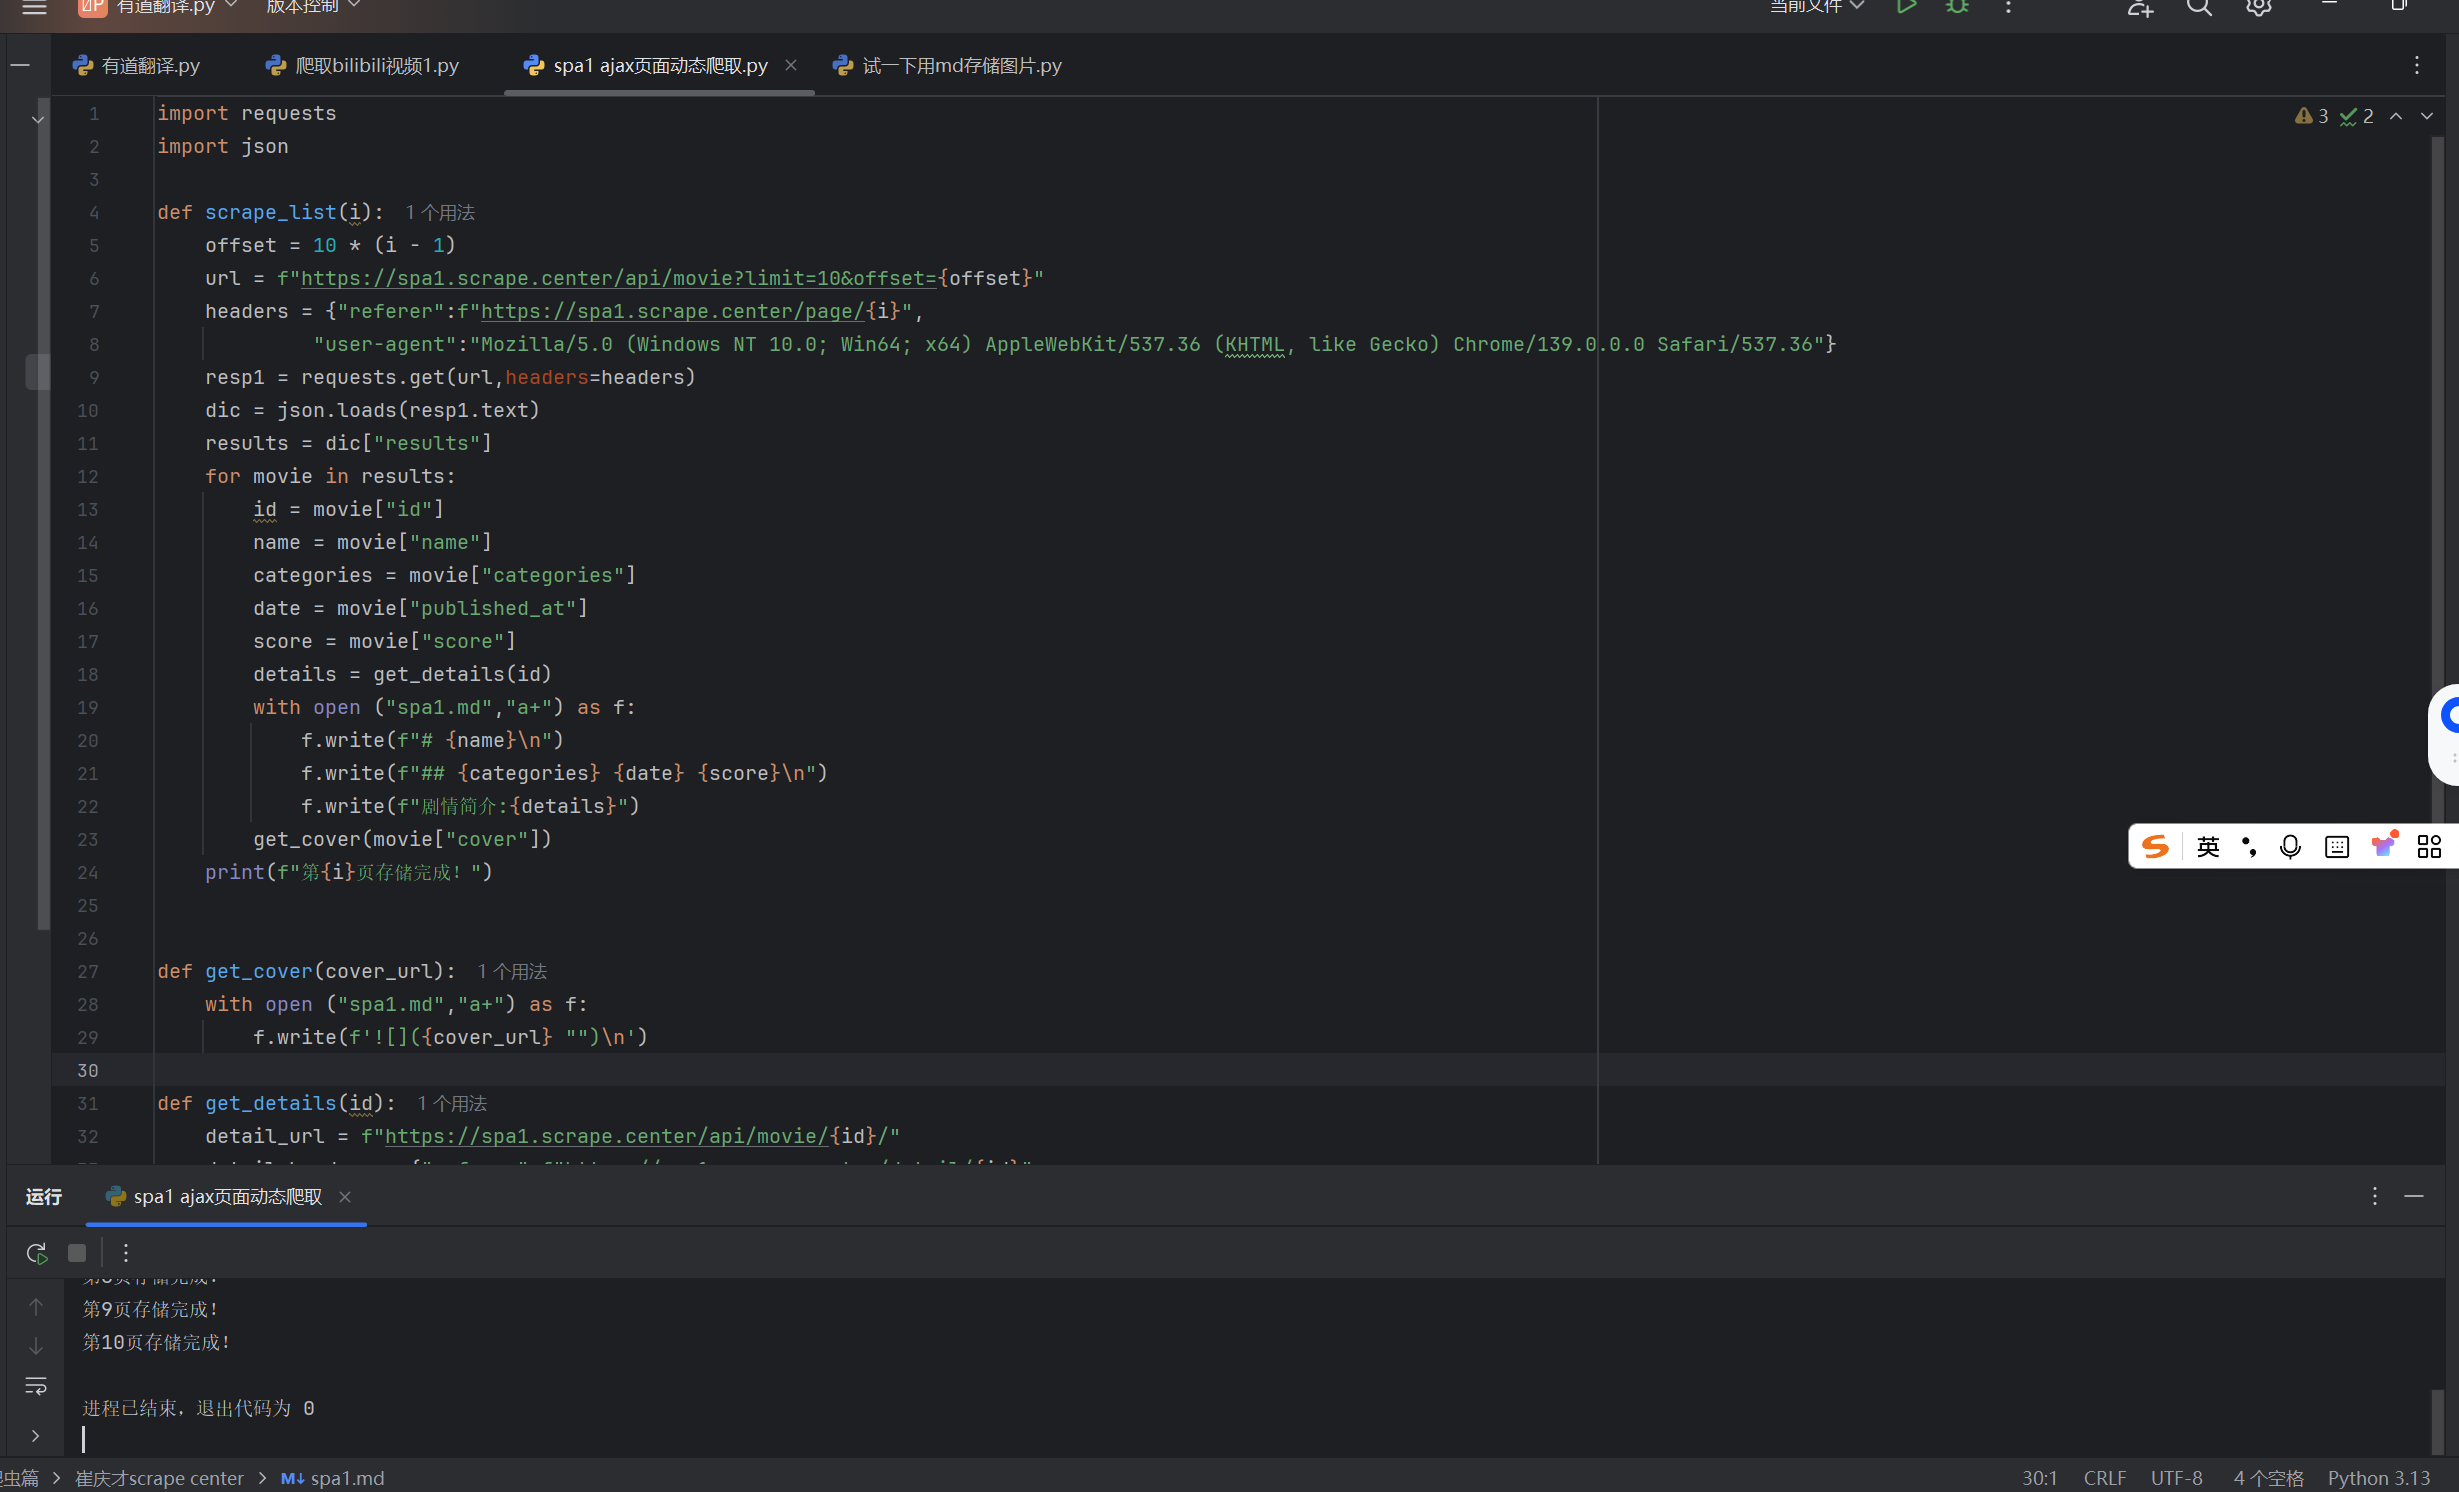 有道翻译.py 版本控制 当前文件
有道翻译.py 爬取bilibili视频1.py spa1 ajax页面动态爬取.py 试一下用md存储图片.py
3 2
1 import requests
2 import json
3
4 def scrape_list(i): 1 个用法
5 offset = 10 * (i - 1)
6 url = f"https://spa1.scrape.center/api/movie?limit=10&offset={offset}"
7 headers = {"referer":f"https://spa1.scrape.center/page/{i}",
8 "user-agent":"Mozilla/5.0 (Windows NT 10.0; Win64; x64) AppleWebKit/537.36 (KHTML, like Gecko) Chrome/139.0.0.0 Safari/537.36"}
9 resp1 = requests.get(url,headers=headers)
10 dic = json.loads(resp1.text)
11 results = dic["results"]
12 for movie in results:
13 id = movie["id"]
14 name = movie["name"]
15 categories = movie["categories"]
16 date = movie["published_at"]
17 score = movie["score"]
18 details = get_details(id)
19 with open ("spa1.md","a+") as f:
20 f.write(f"# {name}\n")
21 f.write(f"## {categories} {date} {score}\n")
22 f.write(f"剧情简介:{details}")
23 get_cover(movie["cover"])
24 print(f"第{i}页存储完成！")
25
26
27 def get_cover(cover_url): 1 个用法
28 with open ("spa1.md","a+") as f:
29 f.write(f'![]({cover_url} "")\n')
30
31 def get_details(id): 1 个用法
32 detail_url = f"https://spa1.scrape.center/api/movie/{id}/"
英
运行 spa1 ajax页面动态爬取
第9页存储完成！
第10页存储完成！
进程已结束，退出代码为 0
虫篇 > 崔庆才scrape center > M↓ spa1.md 30:1 CRLF UTF-8 4 个空格 Python 3.13